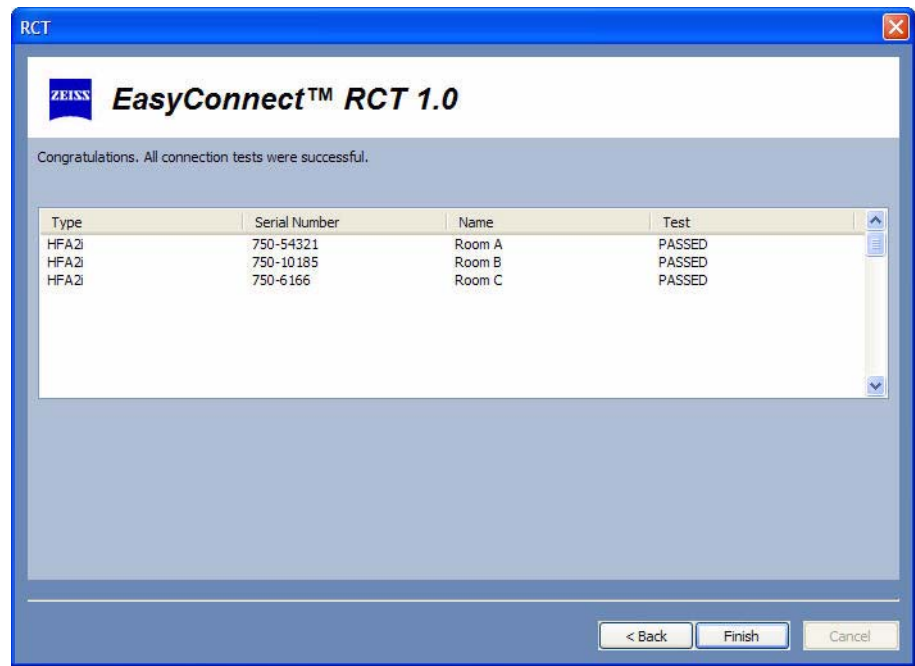 RCT
ZEISS EasyConnect™ RCT 1.0
Congratulations. All connection tests were successful.
Type Serial Number Name Test
HFA2i 750-54321 Room A PASSED
HFA2i 750-10185 Room B PASSED
HFA2i 750-6166 Room C PASSED
< Back Finish Cancel